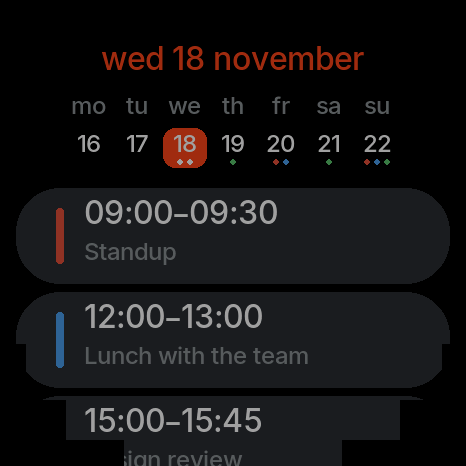 wed 18 november
mo tu we th fr sa su
16 17 18 19 20 21 22
09:00–09:30
Standup
12:00–13:00
Lunch with the team
15:00–15:45
review